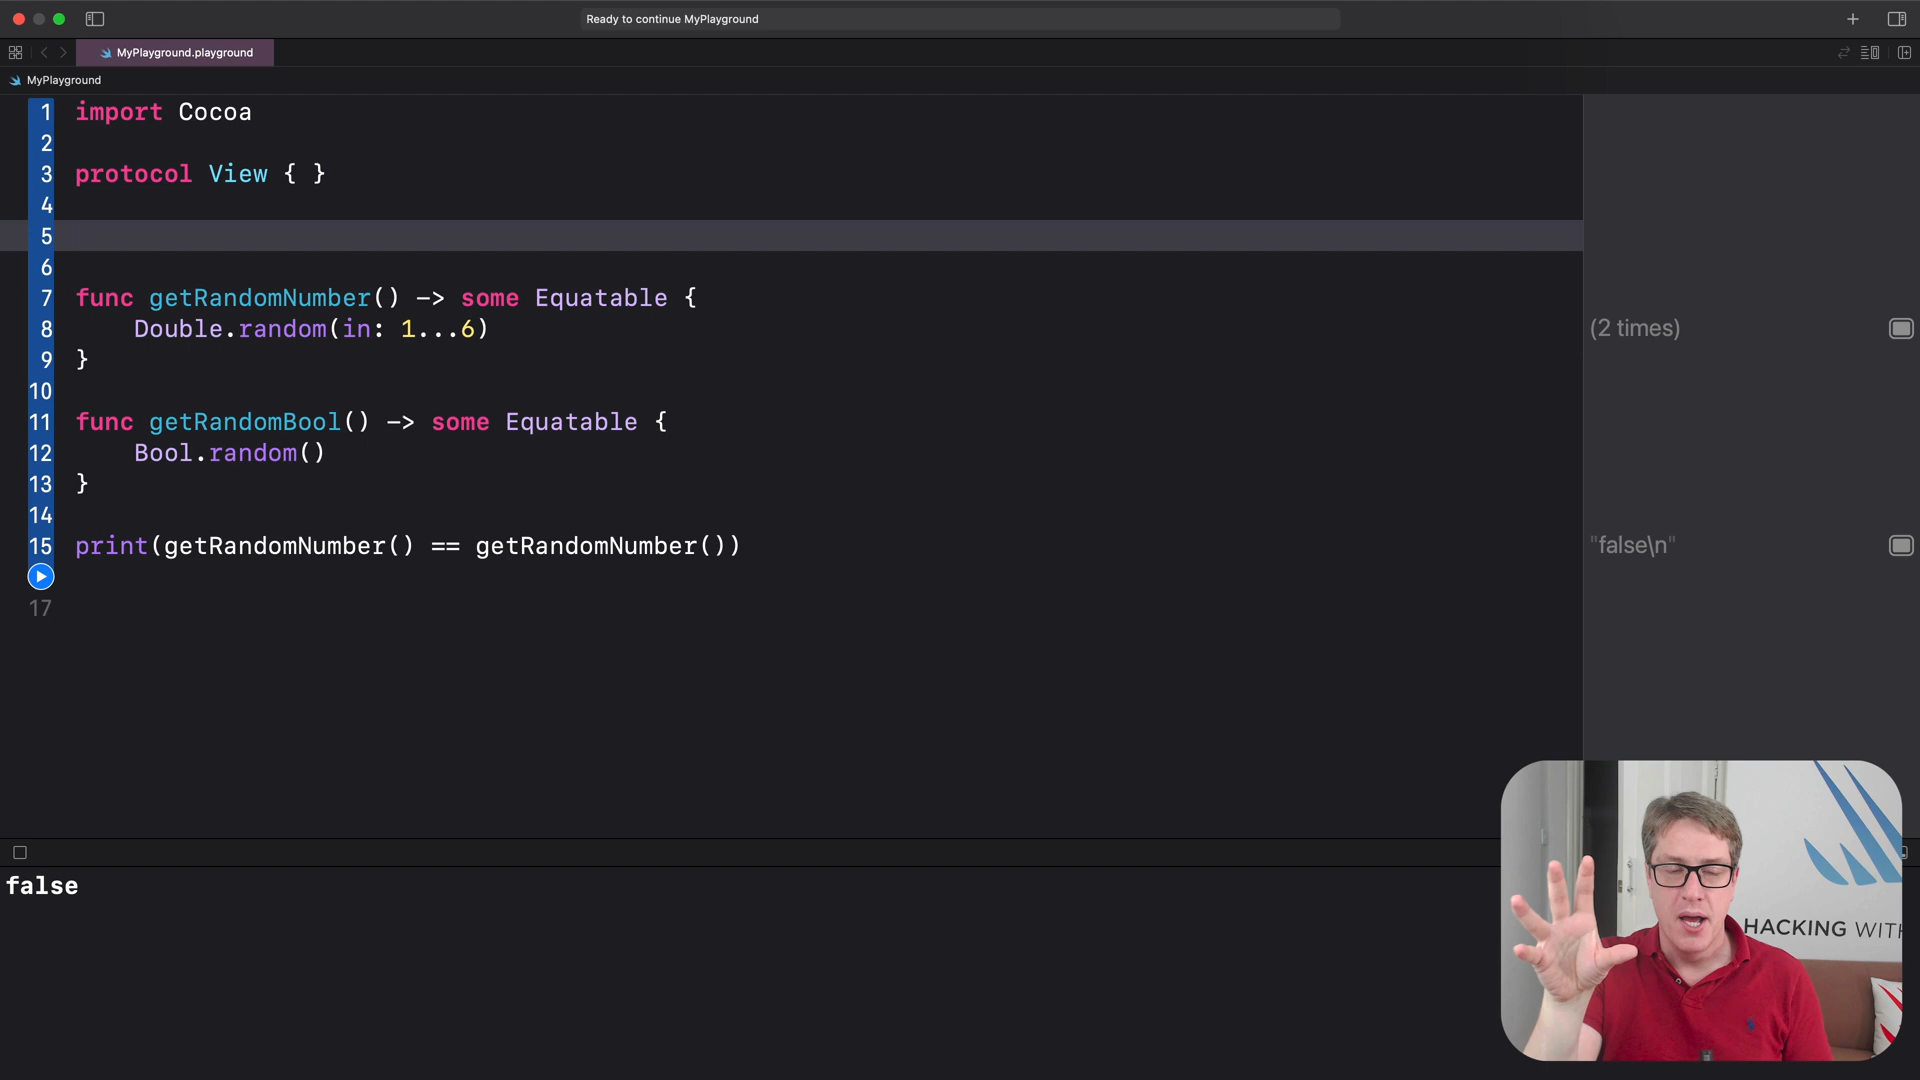 Ready to continue MyPlayground
MyPlayground.playground
MyPlayground
1 import Cocoa
2
3 protocol View { }
4
5
6
7 func getRandomNumber() -> some Equatable {
8 Double.random(in: 1...6)
(2 times)
9 }
10
11 func getRandomBool() -> some Equatable {
12 Bool.random()
13 }
14
15 print(getRandomNumber() == getRandomNumber())
"false\n"
17
false
HACKING WITH